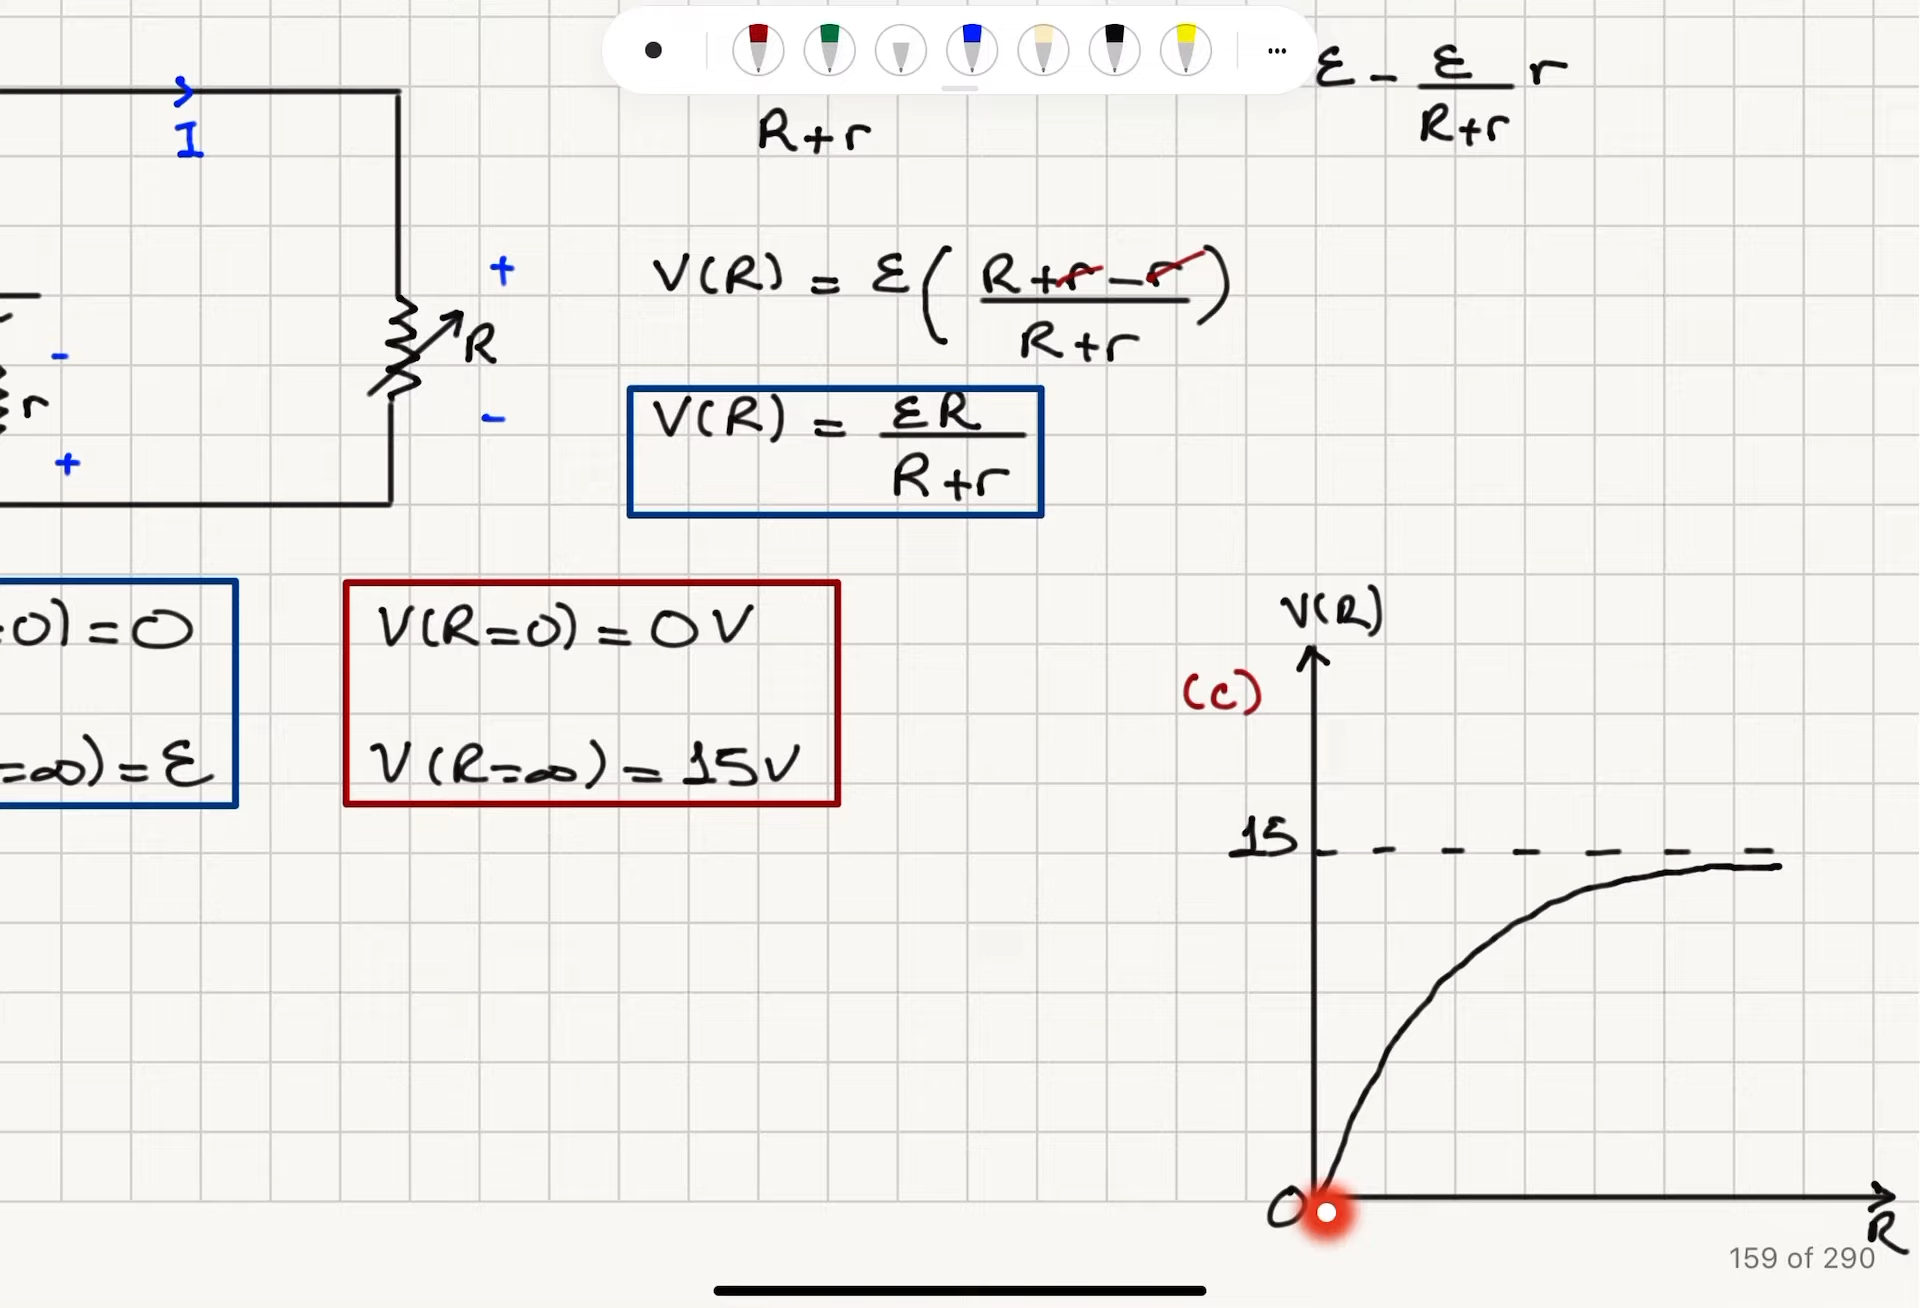 ε - ε/(R+r) r
R+r
I
+
V(R) = ε( (R+r-r)/(R+r) )
R
-
r
-
+
V(R) = εR/(R+r)
0)=0
V(R=0) = 0V
=∞)=ε
V(R=∞) = 15V
V(R)
(c)
15
0
R
159 of 290